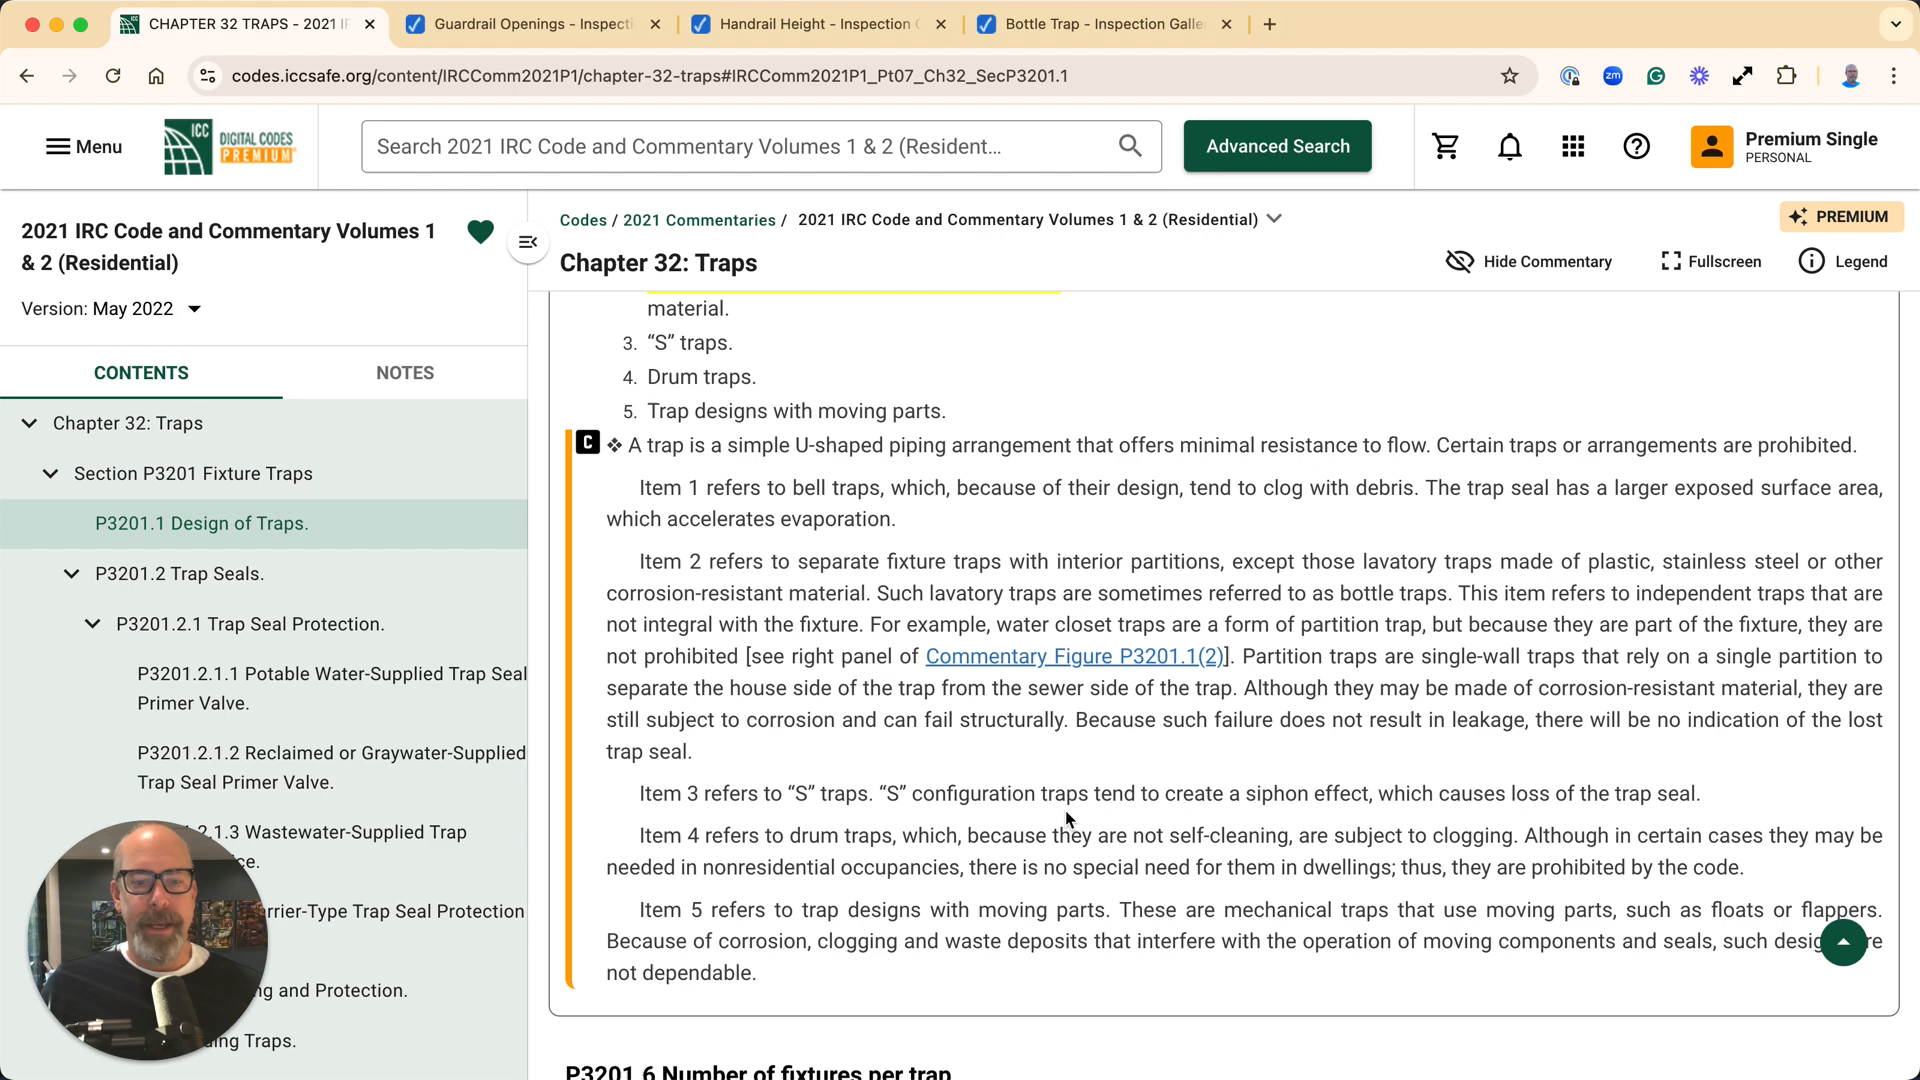 CHAPTER 32 TRAPS - 2021 I
Guardrail Openings - Inspecti
Handrail Height - Inspection
Bottle Trap - Inspection Galle
codes.iccsafe.org/content/IRCComm2021P1/chapter-32-traps#IRCComm2021P1_Pt07_Ch32_SecP3201.1
zm
Menu
ICC
DIGITAL CODES
PREMIUM
Search 2021 IRC Code and Commentary Volumes 1 & 2 (Resident...
Advanced Search
Premium Single
PERSONAL
2021 IRC Code and Commentary Volumes 1
& 2 (Residential)
Version: May 2022
CONTENTS
NOTES
Chapter 32: Traps
Section P3201 Fixture Traps
P3201.1 Design of Traps.
P3201.2 Trap Seals.
P3201.2.1 Trap Seal Protection.
P3201.2.1.1 Potable Water-Supplied Trap Seal
Primer Valve.
P3201.2.1.2 Reclaimed or Graywater-Supplied
Trap Seal Primer Valve.
2.1.3 Wastewater-Supplied Trap
ce.
rrier-Type Trap Seal Protection
ng and Protection.
ding Traps.
Codes / 2021 Commentaries / 2021 IRC Code and Commentary Volumes 1 & 2 (Residential)
PREMIUM
Chapter 32: Traps
Hide Commentary
Fullscreen
Legend
material.
3. “S” traps.
4. Drum traps.
5. Trap designs with moving parts.
C ❖ A trap is a simple U-shaped piping arrangement that offers minimal resistance to flow. Certain traps or arrangements are prohibited.
Item 1 refers to bell traps, which, because of their design, tend to clog with debris. The trap seal has a larger exposed surface area,
which accelerates evaporation.
Item 2 refers to separate fixture traps with interior partitions, except those lavatory traps made of plastic, stainless steel or other
corrosion-resistant material. Such lavatory traps are sometimes referred to as bottle traps. This item refers to independent traps that are
not integral with the fixture. For example, water closet traps are a form of partition trap, but because they are part of the fixture, they are
not prohibited [see right panel of Commentary Figure P3201.1(2)]. Partition traps are single-wall traps that rely on a single partition to
separate the house side of the trap from the sewer side of the trap. Although they may be made of corrosion-resistant material, they are
still subject to corrosion and can fail structurally. Because such failure does not result in leakage, there will be no indication of the lost
trap seal.
Item 3 refers to “S” traps. “S” configuration traps tend to create a siphon effect, which causes loss of the trap seal.
Item 4 refers to drum traps, which, because they are not self-cleaning, are subject to clogging. Although in certain cases they may be
needed in nonresidential occupancies, there is no special need for them in dwellings; thus, they are prohibited by the code.
Item 5 refers to trap designs with moving parts. These are mechanical traps that use moving parts, such as floats or flappers.
Because of corrosion, clogging and waste deposits that interfere with the operation of moving components and seals, such desig re
not dependable.
P3201.6 Number of fixtures per trap